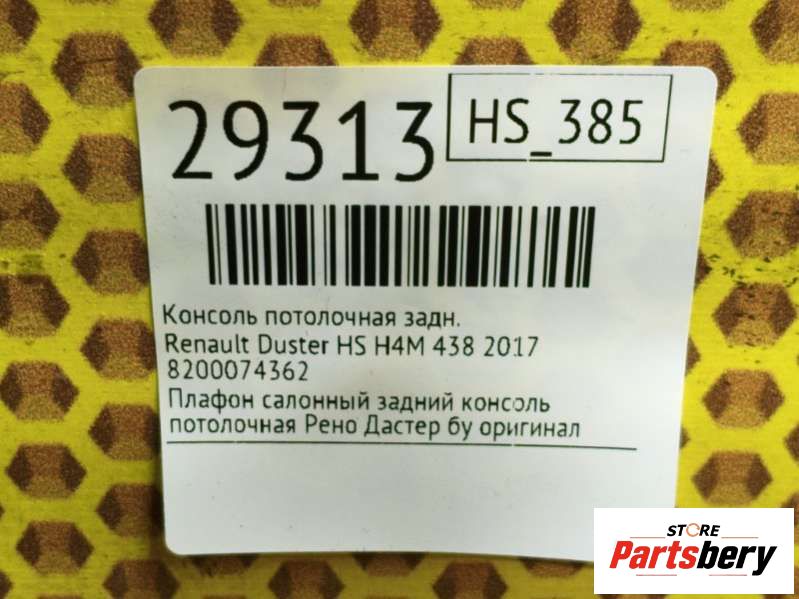 29313
HS_385
Консоль потолочная задн.
Renault Duster HS H4M 438 2017
8200074362
Плафон салонный задний консоль
потолочная Рено Дастер бу оригинал
STORE
Partsbery